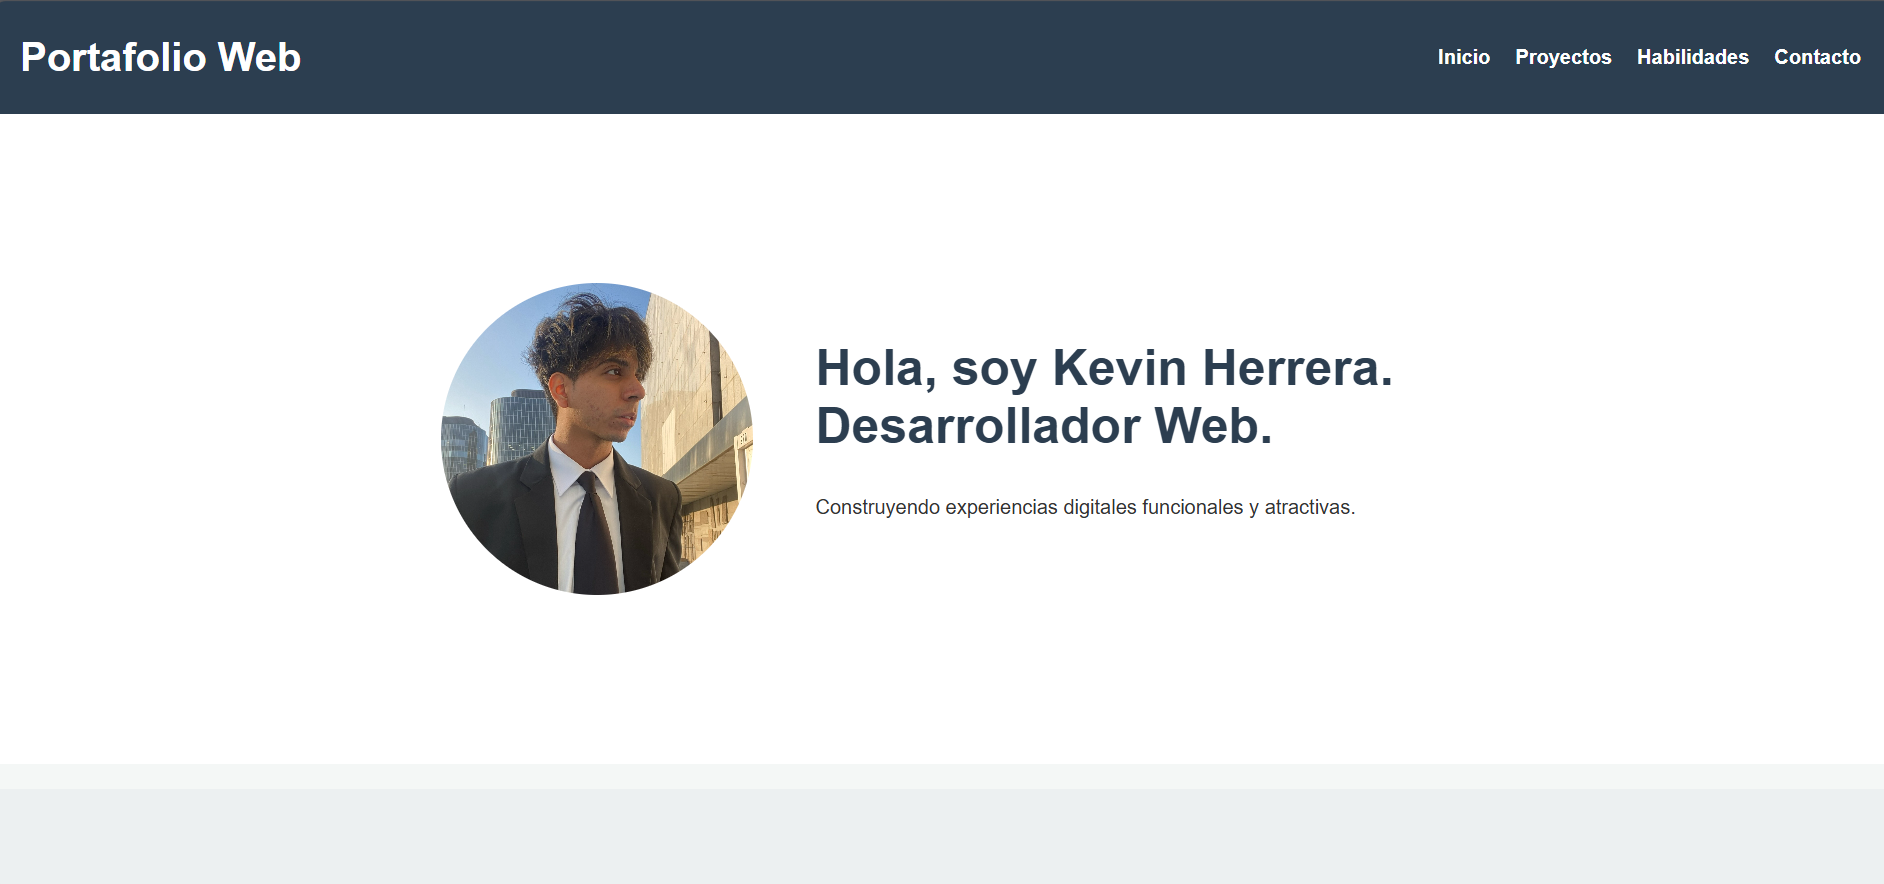 Portafolio Web
Inicio Proyectos Habilidades Contacto
Hola, soy Kevin Herrera.
Desarrollador Web.
Construyendo experiencias digitales funcionales y atractivas.